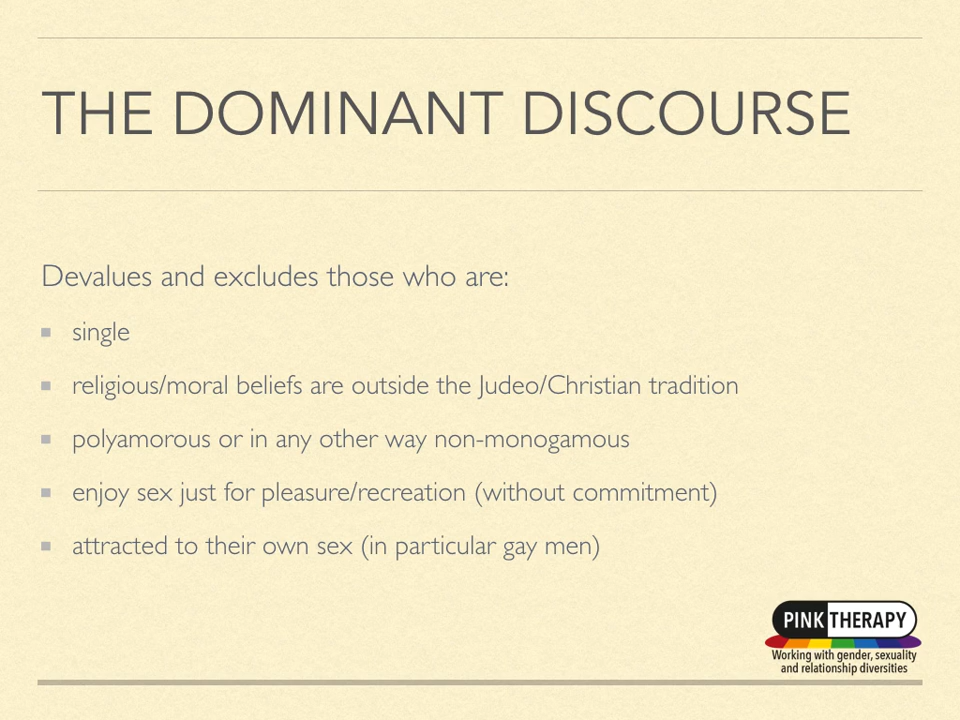 THE DOMINANT DISCOURSE
Devalues and excludes those who are:
single
religious/moral beliefs are outside the Judeo/Christian tradition
polyamorous or in any other way non-monogamous
enjoy sex just for pleasure/recreation (without commitment)
attracted to their own sex (in particular gay men)
PINK THERAPY
Working with gender, sexuality
and relationship diversities